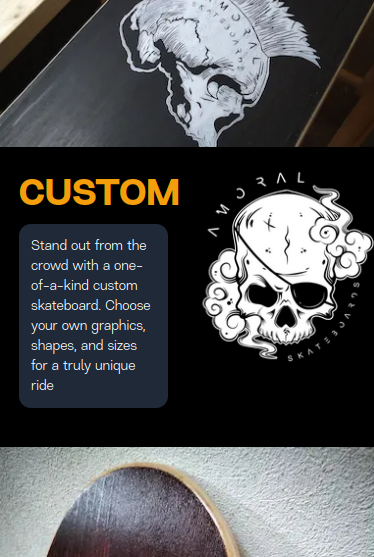 AMORAL
CUSTOM
AMORAL
Stand out from the
crowd with a one-
of-a-kind custom
skateboard. Choose
your own graphics,
shapes, and sizes
for a truly unique
ride
SKATEBOARDS